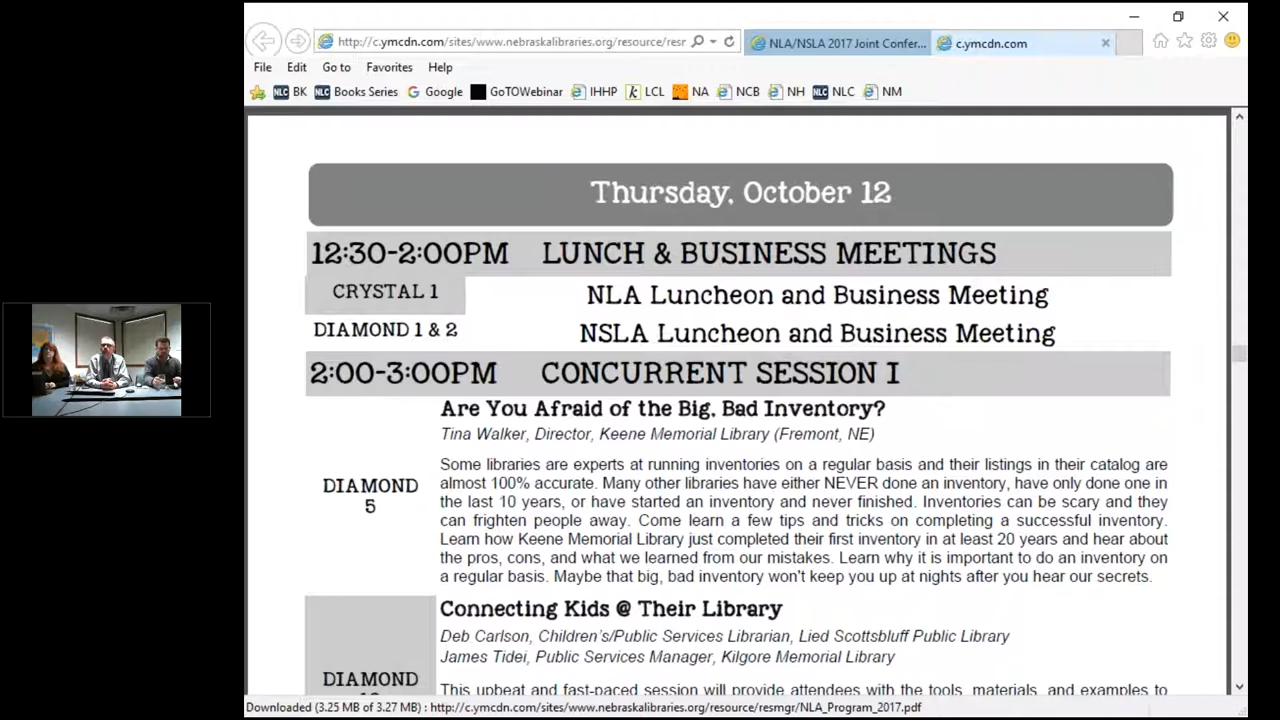 http://c.ymcdn.com/sites/www.nebraskalibraries.org/resource/resr
NLA/NSLA 2017 Joint Confer...
c.ymcdn.com
File Edit Go to Favorites Help
NLC BK NLC Books Series G Google GoTOWebinar IHHP k LCL NA NCB NH NLC NLC NM
Thursday, October 12
12:30-2:00PM LUNCH & BUSINESS MEETINGS
CRYSTAL 1 NLA Luncheon and Business Meeting
DIAMOND 1 & 2 NSLA Luncheon and Business Meeting
2:00-3:00PM CONCURRENT SESSION I
Are You Afraid of the Big, Bad Inventory?
Tina Walker, Director, Keene Memorial Library (Fremont, NE)
DIAMOND
5
Some libraries are experts at running inventories on a regular basis and their listings in their catalog are
almost 100% accurate. Many other libraries have either NEVER done an inventory, have only done one in
the last 10 years, or have started an inventory and never finished. Inventories can be scary and they
can frighten people away. Come learn a few tips and tricks on completing a successful inventory.
Learn how Keene Memorial Library just completed their first inventory in at least 20 years and hear about
the pros, cons, and what we learned from our mistakes. Learn why it is important to do an inventory on
a regular basis. Maybe that big, bad inventory won't keep you up at nights after you hear our secrets.
Connecting Kids @ Their Library
Deb Carlson, Children's/Public Services Librarian, Lied Scottsbluff Public Library
James Tidei, Public Services Manager, Kilgore Memorial Library
DIAMOND
This upbeat and fast-paced session will provide attendees with the tools, materials, and examples to
Downloaded (3.25 MB of 3.27 MB) : http://c.ymcdn.com/sites/www.nebraskalibraries.org/resource/resmgr/NLA_Program_2017.pdf